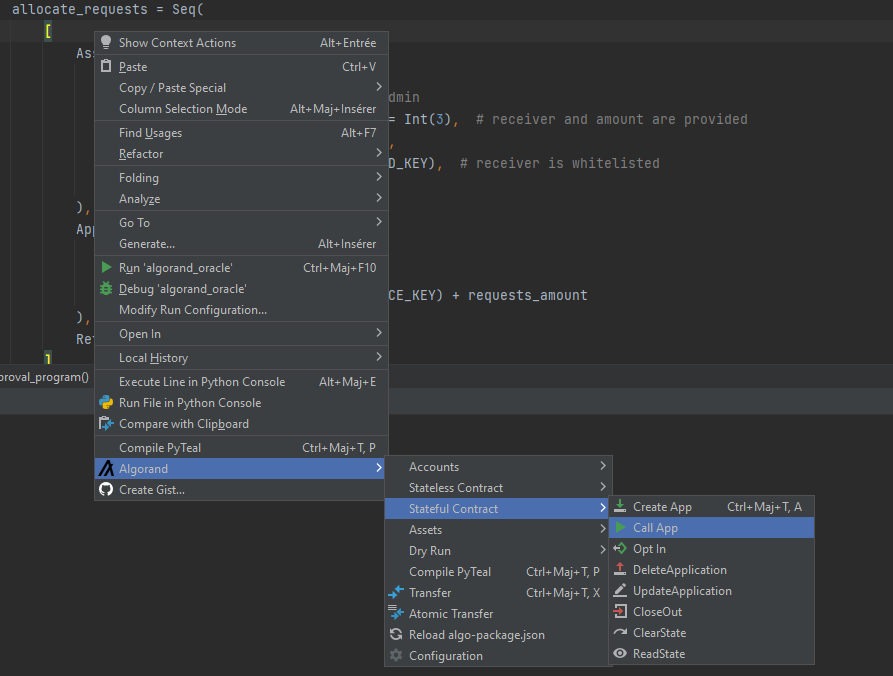 allocate_requests = Seq(
[
Show Context Actions Alt+Entrée
Ass
Paste Ctrl+V
Copy / Paste Special
dmin
Column Selection Mode Alt+Maj+Insérer
= Int(3), # receiver and amount are provided
Find Usages Alt+F7
,
Refactor
D_KEY), # receiver is whitelisted
Folding
Analyze
),
Go To
App
Generate... Alt+Insérer
Run 'algorand_oracle' Ctrl+Maj+F10
Debug 'algorand_oracle'
CE_KEY) + requests_amount
Modify Run Configuration...
),
Open In
Ret
Local History
]
proval_program()
Execute Line in Python Console Alt+Maj+E
Run File in Python Console
Compare with Clipboard
Compile PyTeal Ctrl+Maj+T, P
Algorand
Create Gist...
Accounts
Stateless Contract
Stateful Contract
Assets
Dry Run
Compile PyTeal Ctrl+Maj+T, P
Transfer Ctrl+Maj+T, X
Atomic Transfer
Reload algo-package.json
Configuration
Create App Ctrl+Maj+T, A
Call App
Opt In
DeleteApplication
UpdateApplication
CloseOut
ClearState
ReadState